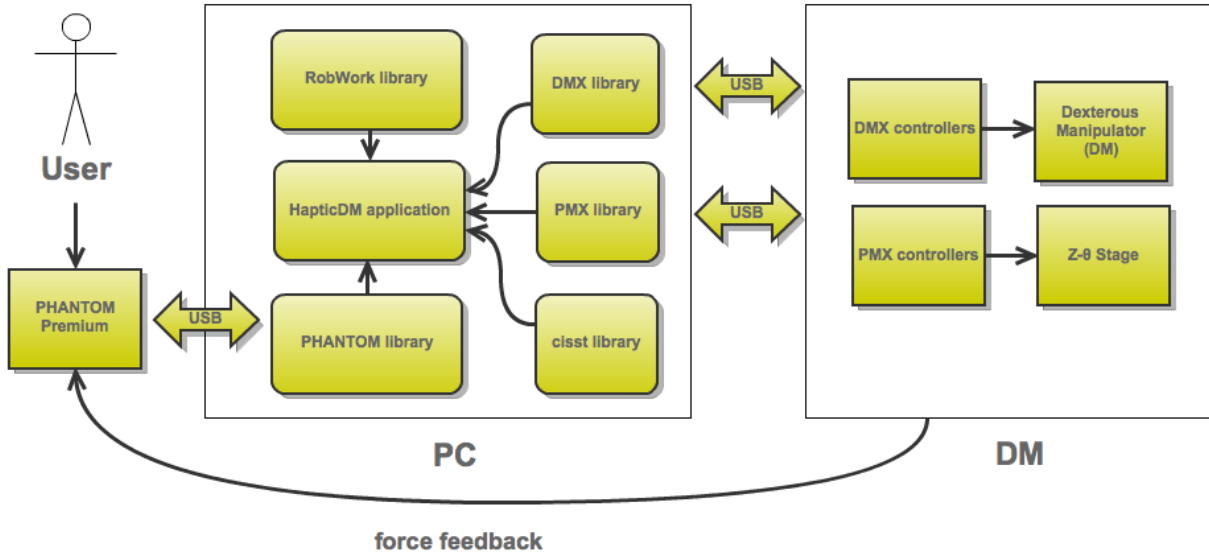 User
PHANTOM
Premium
USB
RobWork library
HapticDM application
PHANTOM library
DMX library
PMX library
cisst library
PC
USB
USB
DMX controllers
Dexterous
Manipulator
(DM)
PMX controllers
Z-θ Stage
DM
force feedback